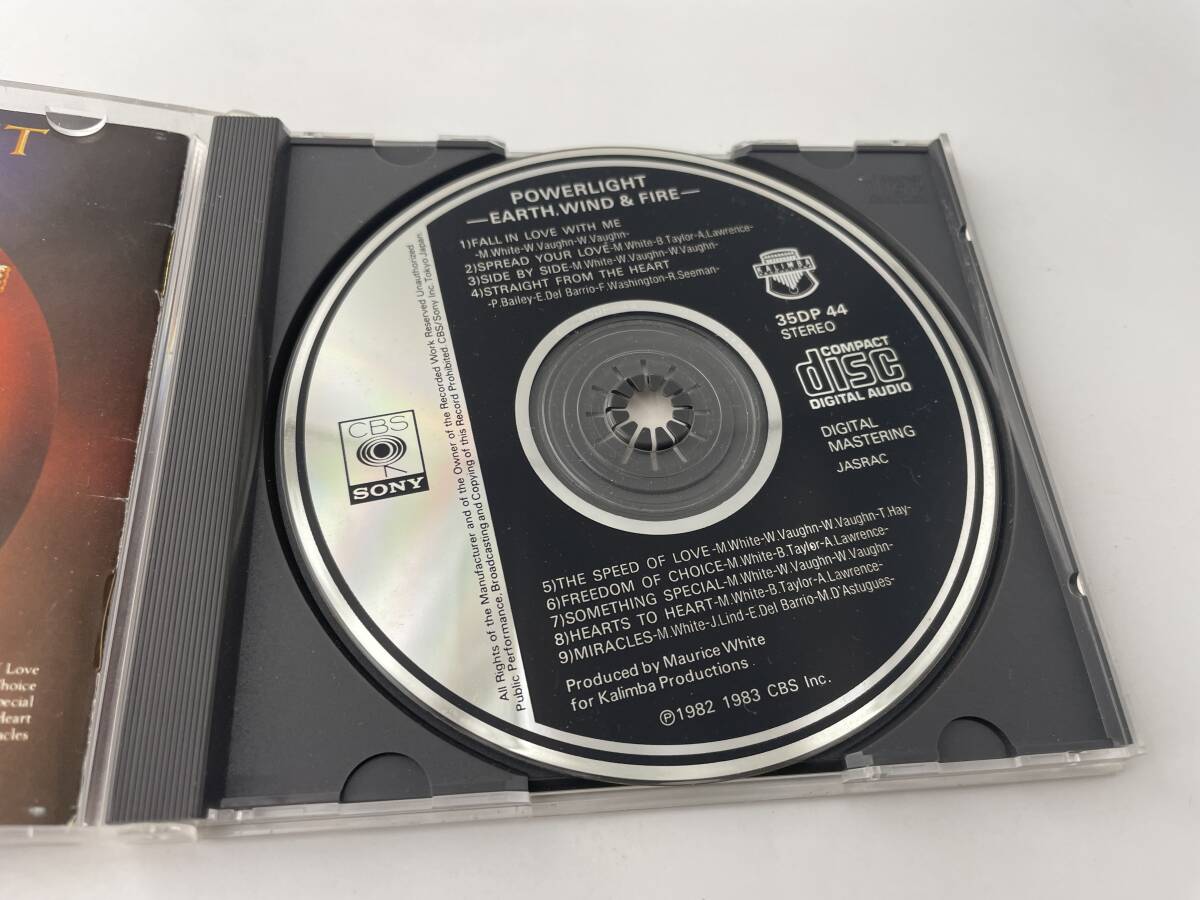 T
f Love
Choice
pecial
Heart
acles
POWERLIGHT
—EARTH, WIND & FIRE—
1)FALL IN LOVE WITH ME
-M.White-W.Vaughn-W.Vaughn-
2)SPREAD YOUR LOVE-M.White-B.Taylor-A.Lawrence-
3)SIDE BY SIDE-M.White-W.Vaughn-W.Vaughn-
4)STRAIGHT FROM THE HEART
-P.Bailey-E.Del Barrio-F.Washington-R.Seeman-
KALIMBA
35DP 44
STEREO
COMPACT
disc
DIGITAL AUDIO
DIGITAL
MASTERING
JASRAC
CBS
SONY
All Rights of the Manufacturer and of the Owner of the Recorded Work Reserved Unauthorized
Public Performance, Broadcasting and Copying of this Record Prohibited.CBS/Sony Inc. Tokyo Japan.
5)THE SPEED OF LOVE-M.White-W.Vaughn-W.Vaughn-T.Hay-
6)FREEDOM OF CHOICE-M.White-B.Taylor-A.Lawrence-
7)SOMETHING SPECIAL-M.White-W.Vaughn-W.Vaughn-
8)HEARTS TO HEART-M.White-B.Taylor-A.Lawrence-
9)MIRACLES-M.White-J.Lind-E.Del Barrio-M.D'Astugues-
Produced by Maurice White
for Kalimba Productions
℗1982 1983 CBS Inc.